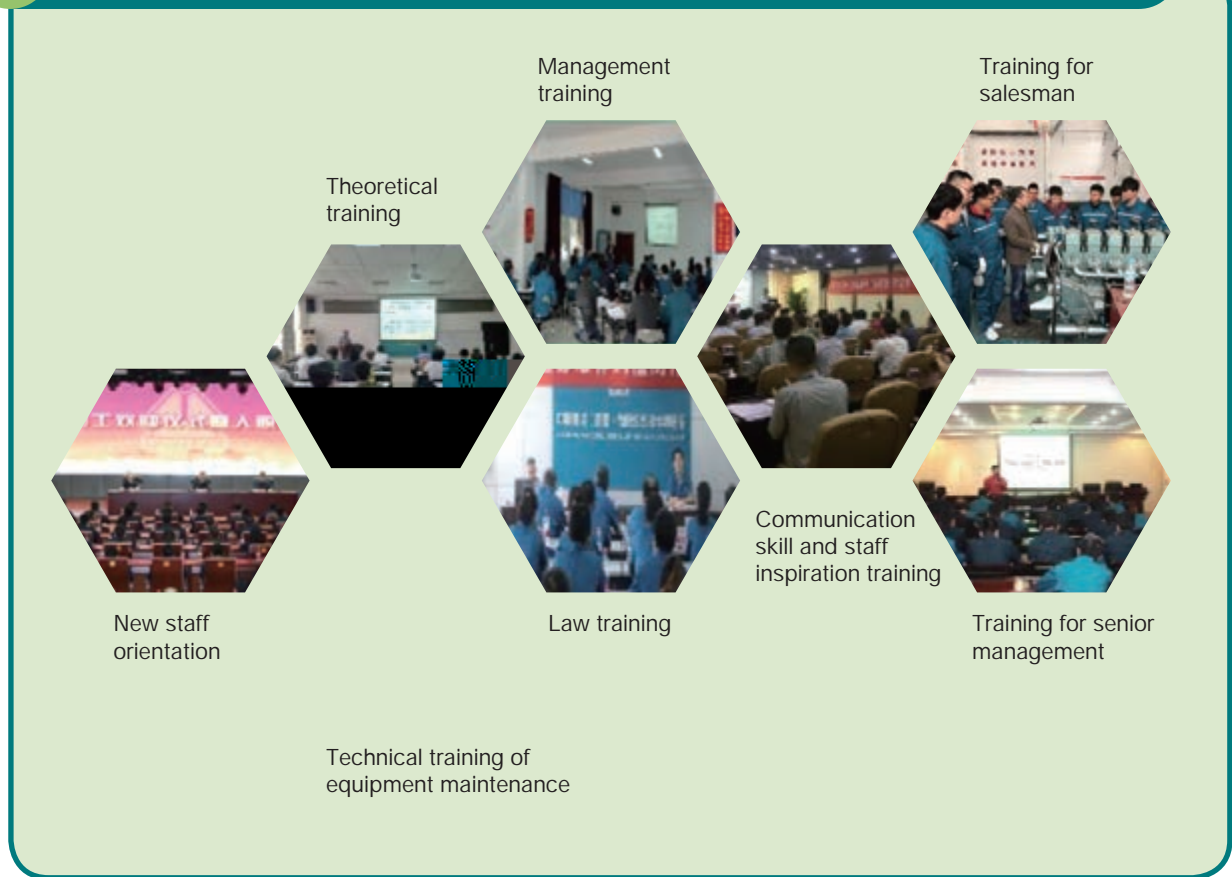 Management
training
Training for
salesman
Theoretical
training
Communication
skill and staff
inspiration training
New staff
orientation
Law training
Training for senior
management
Technical training of
equipment maintenance